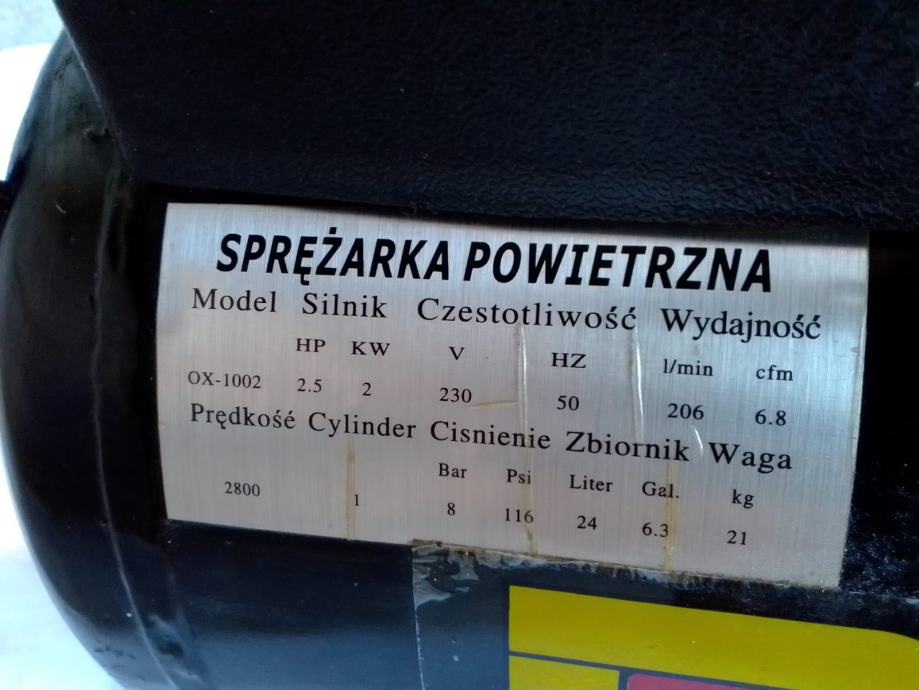 SPRĘŻARKA POWIETRZNA
Model Silnik Czestotliwość Wydajność
HP KW V HZ l/min cfm
OX-1002 2.5 2 230 50 206 6.8
Prędkość Cylinder Cisnienie Zbiornik Waga
Bar Psi Liter Gal. kg
2800 1 8 116 24 6.3 21